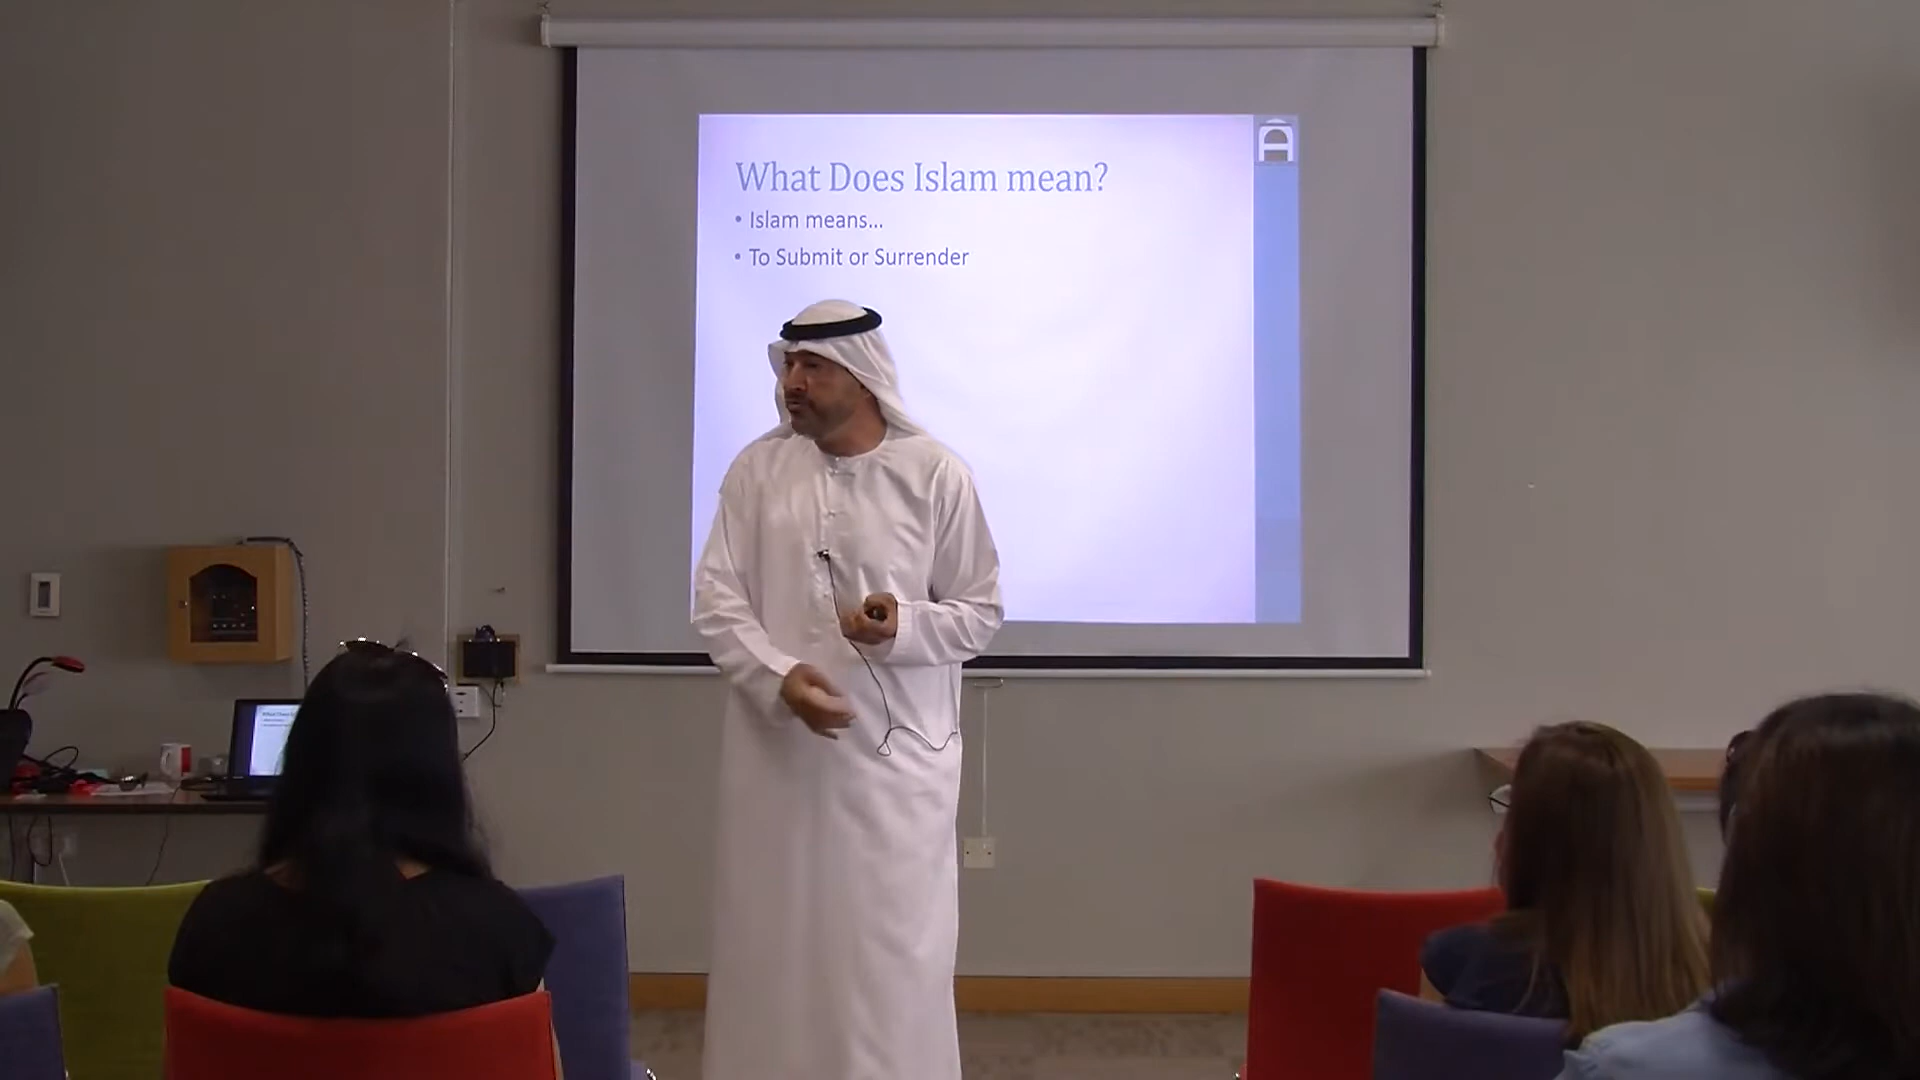 What Does Islam mean?
• Islam means...
• To Submit or Surrender